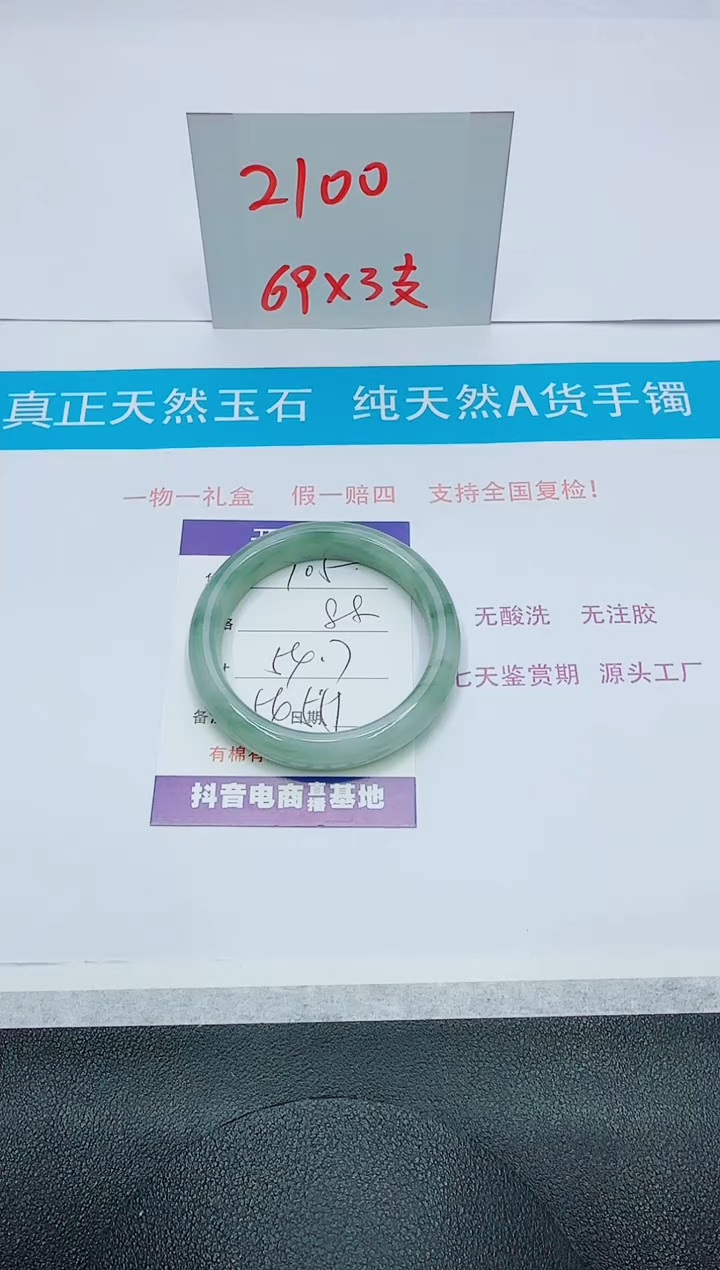 2100
69X3支
真正天然玉石 纯天然A货手镯
一物一礼盒 假一赔四 支持全国复检!
105.
88
无酸洗 无注胶
54.7
七天鉴赏期 源头工厂
备
日期
有棉有
抖音电商直播基地